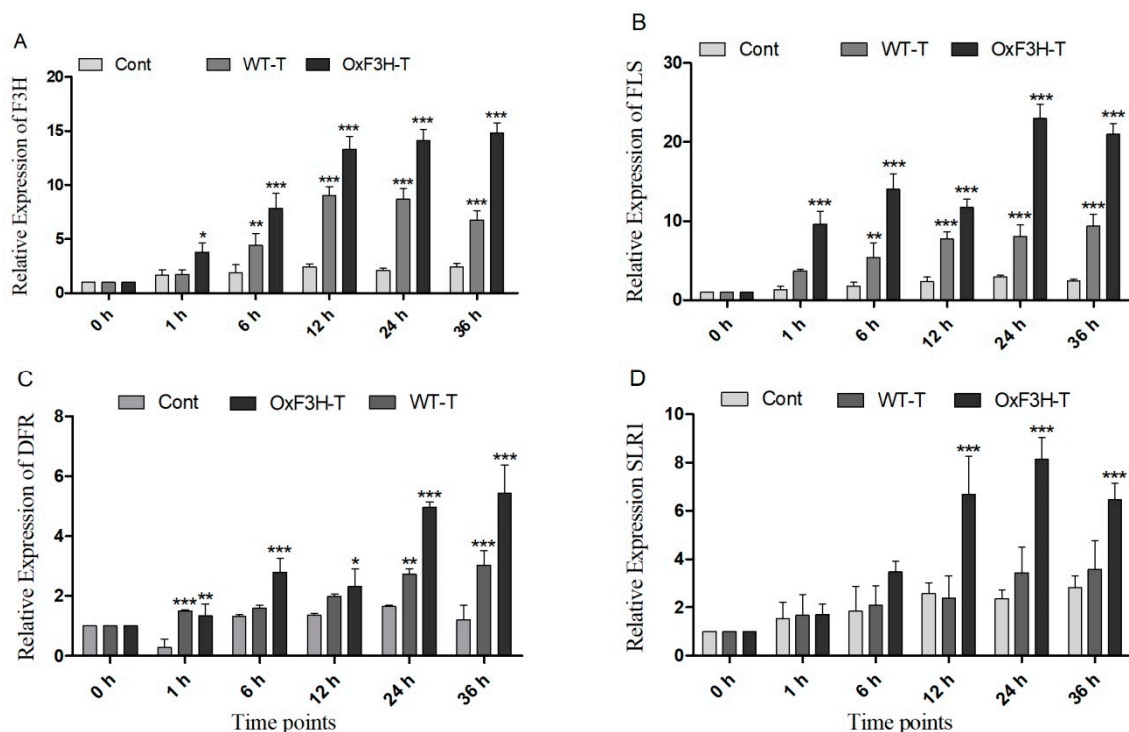 A
Cont WT-T OxF3H-T
Relative Expression of F3H
20
15
10
5
0
* ** *** *** *** *** *** *** ***
0 h 1 h 6 h 12 h 24 h 36 h
B
Cont WT-T OxF3H-T
Relative Expression of FLS
30
20
10
0
*** ** *** *** *** *** *** *** ***
0 h 1 h 6 h 12 h 24 h 36 h
C
Cont OxF3H-T WT-T
Relative Expression of DFR
8
6
4
2
0
*** ** *** * ** *** *** ***
0 h 1 h 6 h 12 h 24 h 36 h
Time points
D
Cont WT-T OxF3H-T
Relative Expression SLR1
10
8
6
4
2
0
*** *** ***
0 h 1 h 6 h 12 h 24 h 36 h
Time points